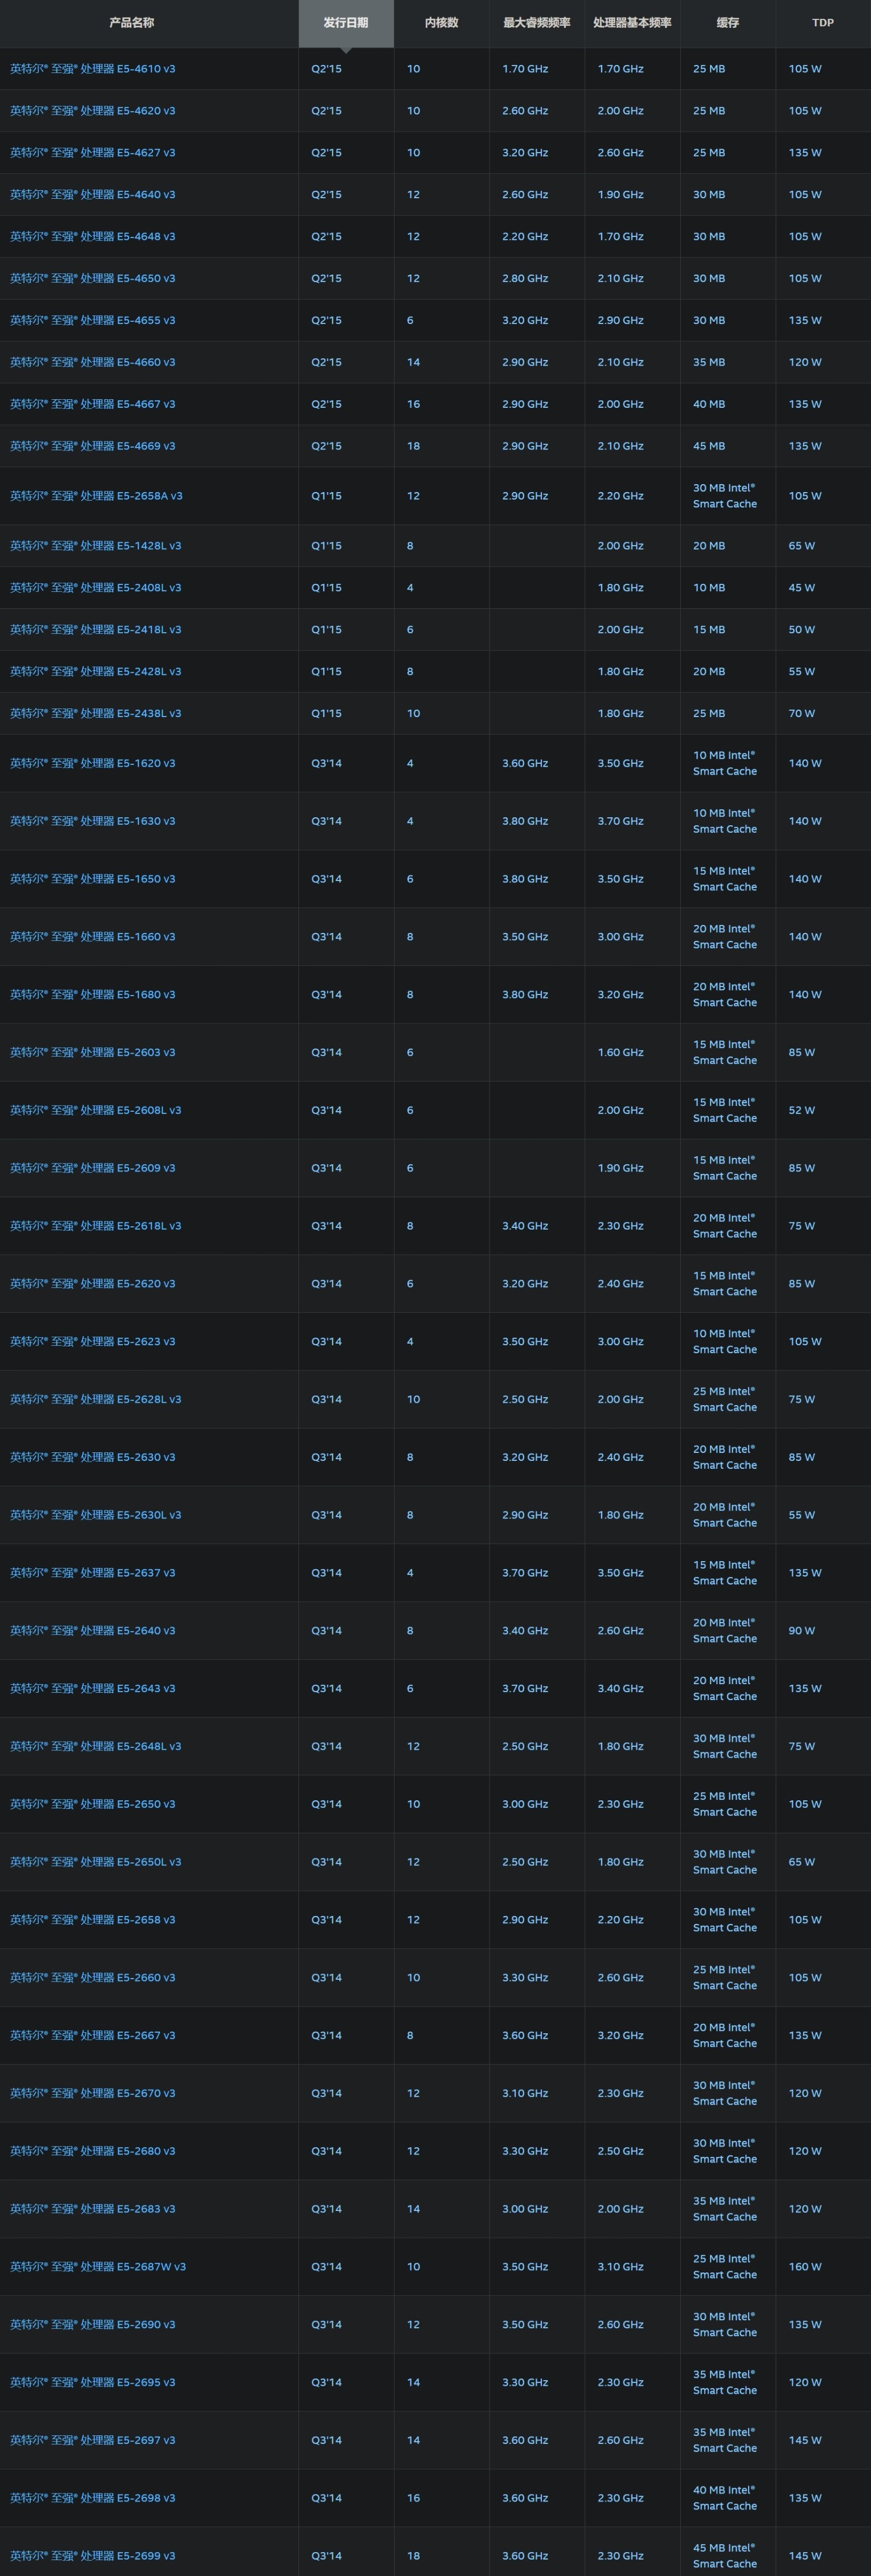 产品名称 发行日期 内核数 最大睿频频率 处理器基本频率 缓存 TDP
英特尔® 至强® 处理器 E5-4610 v3 Q2'15 10 1.70 GHz 1.70 GHz 25 MB 105 W
英特尔® 至强® 处理器 E5-4620 v3 Q2'15 10 2.60 GHz 2.00 GHz 25 MB 105 W
英特尔® 至强® 处理器 E5-4627 v3 Q2'15 10 3.20 GHz 2.60 GHz 25 MB 135 W
英特尔® 至强® 处理器 E5-4640 v3 Q2'15 12 2.60 GHz 1.90 GHz 30 MB 105 W
英特尔® 至强® 处理器 E5-4648 v3 Q2'15 12 2.20 GHz 1.70 GHz 30 MB 105 W
英特尔® 至强® 处理器 E5-4650 v3 Q2'15 12 2.80 GHz 2.10 GHz 30 MB 105 W
英特尔® 至强® 处理器 E5-4655 v3 Q2'15 6 3.20 GHz 2.90 GHz 30 MB 135 W
英特尔® 至强® 处理器 E5-4660 v3 Q2'15 14 2.90 GHz 2.10 GHz 35 MB 120 W
英特尔® 至强® 处理器 E5-4667 v3 Q2'15 16 2.90 GHz 2.00 GHz 40 MB 135 W
英特尔® 至强® 处理器 E5-4669 v3 Q2'15 18 2.90 GHz 2.10 GHz 45 MB 135 W
英特尔® 至强® 处理器 E5-2658A v3 Q1'15 12 2.90 GHz 2.20 GHz 30 MB Intel® Smart Cache 105 W
英特尔® 至强® 处理器 E5-1428L v3 Q1'15 8 2.00 GHz 20 MB 65 W
英特尔® 至强® 处理器 E5-2408L v3 Q1'15 4 1.80 GHz 10 MB 45 W
英特尔® 至强® 处理器 E5-2418L v3 Q1'15 6 2.00 GHz 15 MB 50 W
英特尔® 至强® 处理器 E5-2428L v3 Q1'15 8 1.80 GHz 20 MB 55 W
英特尔® 至强® 处理器 E5-2438L v3 Q1'15 10 1.80 GHz 25 MB 70 W
英特尔® 至强® 处理器 E5-1620 v3 Q3'14 4 3.60 GHz 3.50 GHz 10 MB Intel® Smart Cache 140 W
英特尔® 至强® 处理器 E5-1630 v3 Q3'14 4 3.80 GHz 3.70 GHz 10 MB Intel® Smart Cache 140 W
英特尔® 至强® 处理器 E5-1650 v3 Q3'14 6 3.80 GHz 3.50 GHz 15 MB Intel® Smart Cache 140 W
英特尔® 至强® 处理器 E5-1660 v3 Q3'14 8 3.50 GHz 3.00 GHz 20 MB Intel® Smart Cache 140 W
英特尔® 至强® 处理器 E5-1680 v3 Q3'14 8 3.80 GHz 3.20 GHz 20 MB Intel® Smart Cache 140 W
英特尔® 至强® 处理器 E5-2603 v3 Q3'14 6 1.60 GHz 15 MB Intel® Smart Cache 85 W
英特尔® 至强® 处理器 E5-2608L v3 Q3'14 6 2.00 GHz 15 MB Intel® Smart Cache 52 W
英特尔® 至强® 处理器 E5-2609 v3 Q3'14 6 1.90 GHz 15 MB Intel® Smart Cache 85 W
英特尔® 至强® 处理器 E5-2618L v3 Q3'14 8 3.40 GHz 2.30 GHz 20 MB Intel® Smart Cache 75 W
英特尔® 至强® 处理器 E5-2620 v3 Q3'14 6 3.20 GHz 2.40 GHz 15 MB Intel® Smart Cache 85 W
英特尔® 至强® 处理器 E5-2623 v3 Q3'14 4 3.50 GHz 3.00 GHz 10 MB Intel® Smart Cache 105 W
英特尔® 至强® 处理器 E5-2628L v3 Q3'14 10 2.50 GHz 2.00 GHz 25 MB Intel® Smart Cache 75 W
英特尔® 至强® 处理器 E5-2630 v3 Q3'14 8 3.20 GHz 2.40 GHz 20 MB Intel® Smart Cache 85 W
英特尔® 至强® 处理器 E5-2630L v3 Q3'14 8 2.90 GHz 1.80 GHz 20 MB Intel® Smart Cache 55 W
英特尔® 至强® 处理器 E5-2637 v3 Q3'14 4 3.70 GHz 3.50 GHz 15 MB Intel® Smart Cache 135 W
英特尔® 至强® 处理器 E5-2640 v3 Q3'14 8 3.40 GHz 2.60 GHz 20 MB Intel® Smart Cache 90 W
英特尔® 至强® 处理器 E5-2643 v3 Q3'14 6 3.70 GHz 3.40 GHz 20 MB Intel® Smart Cache 135 W
英特尔® 至强® 处理器 E5-2648L v3 Q3'14 12 2.50 GHz 1.80 GHz 30 MB Intel® Smart Cache 75 W
英特尔® 至强® 处理器 E5-2650 v3 Q3'14 10 3.00 GHz 2.30 GHz 25 MB Intel® Smart Cache 105 W
英特尔® 至强® 处理器 E5-2650L v3 Q3'14 12 2.50 GHz 1.80 GHz 30 MB Intel® Smart Cache 65 W
英特尔® 至强® 处理器 E5-2658 v3 Q3'14 12 2.90 GHz 2.20 GHz 30 MB Intel® Smart Cache 105 W
英特尔® 至强® 处理器 E5-2660 v3 Q3'14 10 3.30 GHz 2.60 GHz 25 MB Intel® Smart Cache 105 W
英特尔® 至强® 处理器 E5-2667 v3 Q3'14 8 3.60 GHz 3.20 GHz 20 MB Intel® Smart Cache 135 W
英特尔® 至强® 处理器 E5-2670 v3 Q3'14 12 3.10 GHz 2.30 GHz 30 MB Intel® Smart Cache 120 W
英特尔® 至强® 处理器 E5-2680 v3 Q3'14 12 3.30 GHz 2.50 GHz 30 MB Intel® Smart Cache 120 W
英特尔® 至强® 处理器 E5-2683 v3 Q3'14 14 3.00 GHz 2.00 GHz 35 MB Intel® Smart Cache 120 W
英特尔® 至强® 处理器 E5-2687W v3 Q3'14 10 3.50 GHz 3.10 GHz 25 MB Intel® Smart Cache 160 W
英特尔® 至强® 处理器 E5-2690 v3 Q3'14 12 3.50 GHz 2.60 GHz 30 MB Intel® Smart Cache 135 W
英特尔® 至强® 处理器 E5-2695 v3 Q3'14 14 3.30 GHz 2.30 GHz 35 MB Intel® Smart Cache 120 W
英特尔® 至强® 处理器 E5-2697 v3 Q3'14 14 3.60 GHz 2.60 GHz 35 MB Intel® Smart Cache 145 W
英特尔® 至强® 处理器 E5-2698 v3 Q3'14 16 3.60 GHz 2.30 GHz 40 MB Intel® Smart Cache 135 W
英特尔® 至强® 处理器 E5-2699 v3 Q3'14 18 3.60 GHz 2.30 GHz 45 MB Intel® Smart Cache 145 W